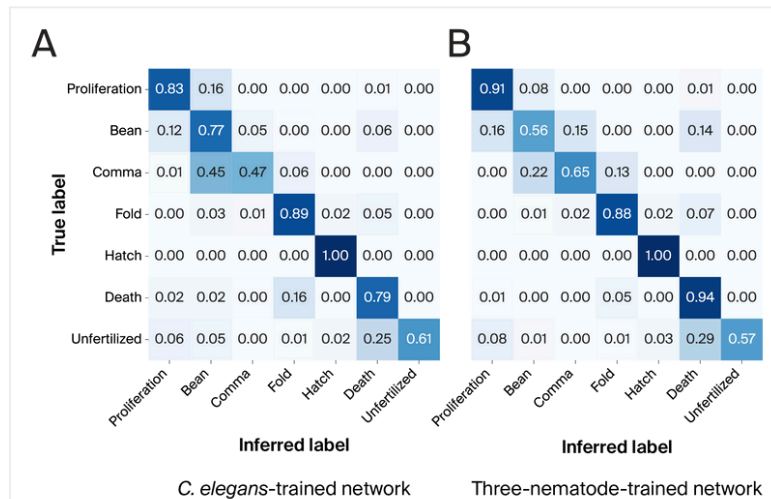 A
B
True label
Proliferation 0.83 0.16 0.00 0.00 0.00 0.01 0.00
Bean 0.12 0.77 0.05 0.00 0.00 0.06 0.00
Comma 0.01 0.45 0.47 0.06 0.00 0.00 0.00
Fold 0.00 0.03 0.01 0.89 0.02 0.05 0.00
Hatch 0.00 0.00 0.00 0.00 1.00 0.00 0.00
Death 0.02 0.02 0.00 0.16 0.00 0.79 0.00
Unfertilized 0.06 0.05 0.00 0.01 0.02 0.25 0.61
Proliferation Bean Comma Fold Hatch Death Unfertilized
Inferred label
C. elegans-trained network
0.91 0.08 0.00 0.00 0.00 0.01 0.00
0.16 0.56 0.15 0.00 0.00 0.14 0.00
0.00 0.22 0.65 0.13 0.00 0.00 0.00
0.00 0.01 0.02 0.88 0.02 0.07 0.00
0.00 0.00 0.00 0.00 1.00 0.00 0.00
0.01 0.00 0.00 0.05 0.00 0.94 0.00
0.08 0.01 0.00 0.01 0.03 0.29 0.57
Proliferation Bean Comma Fold Hatch Death Unfertilized
Inferred label
Three-nematode-trained network